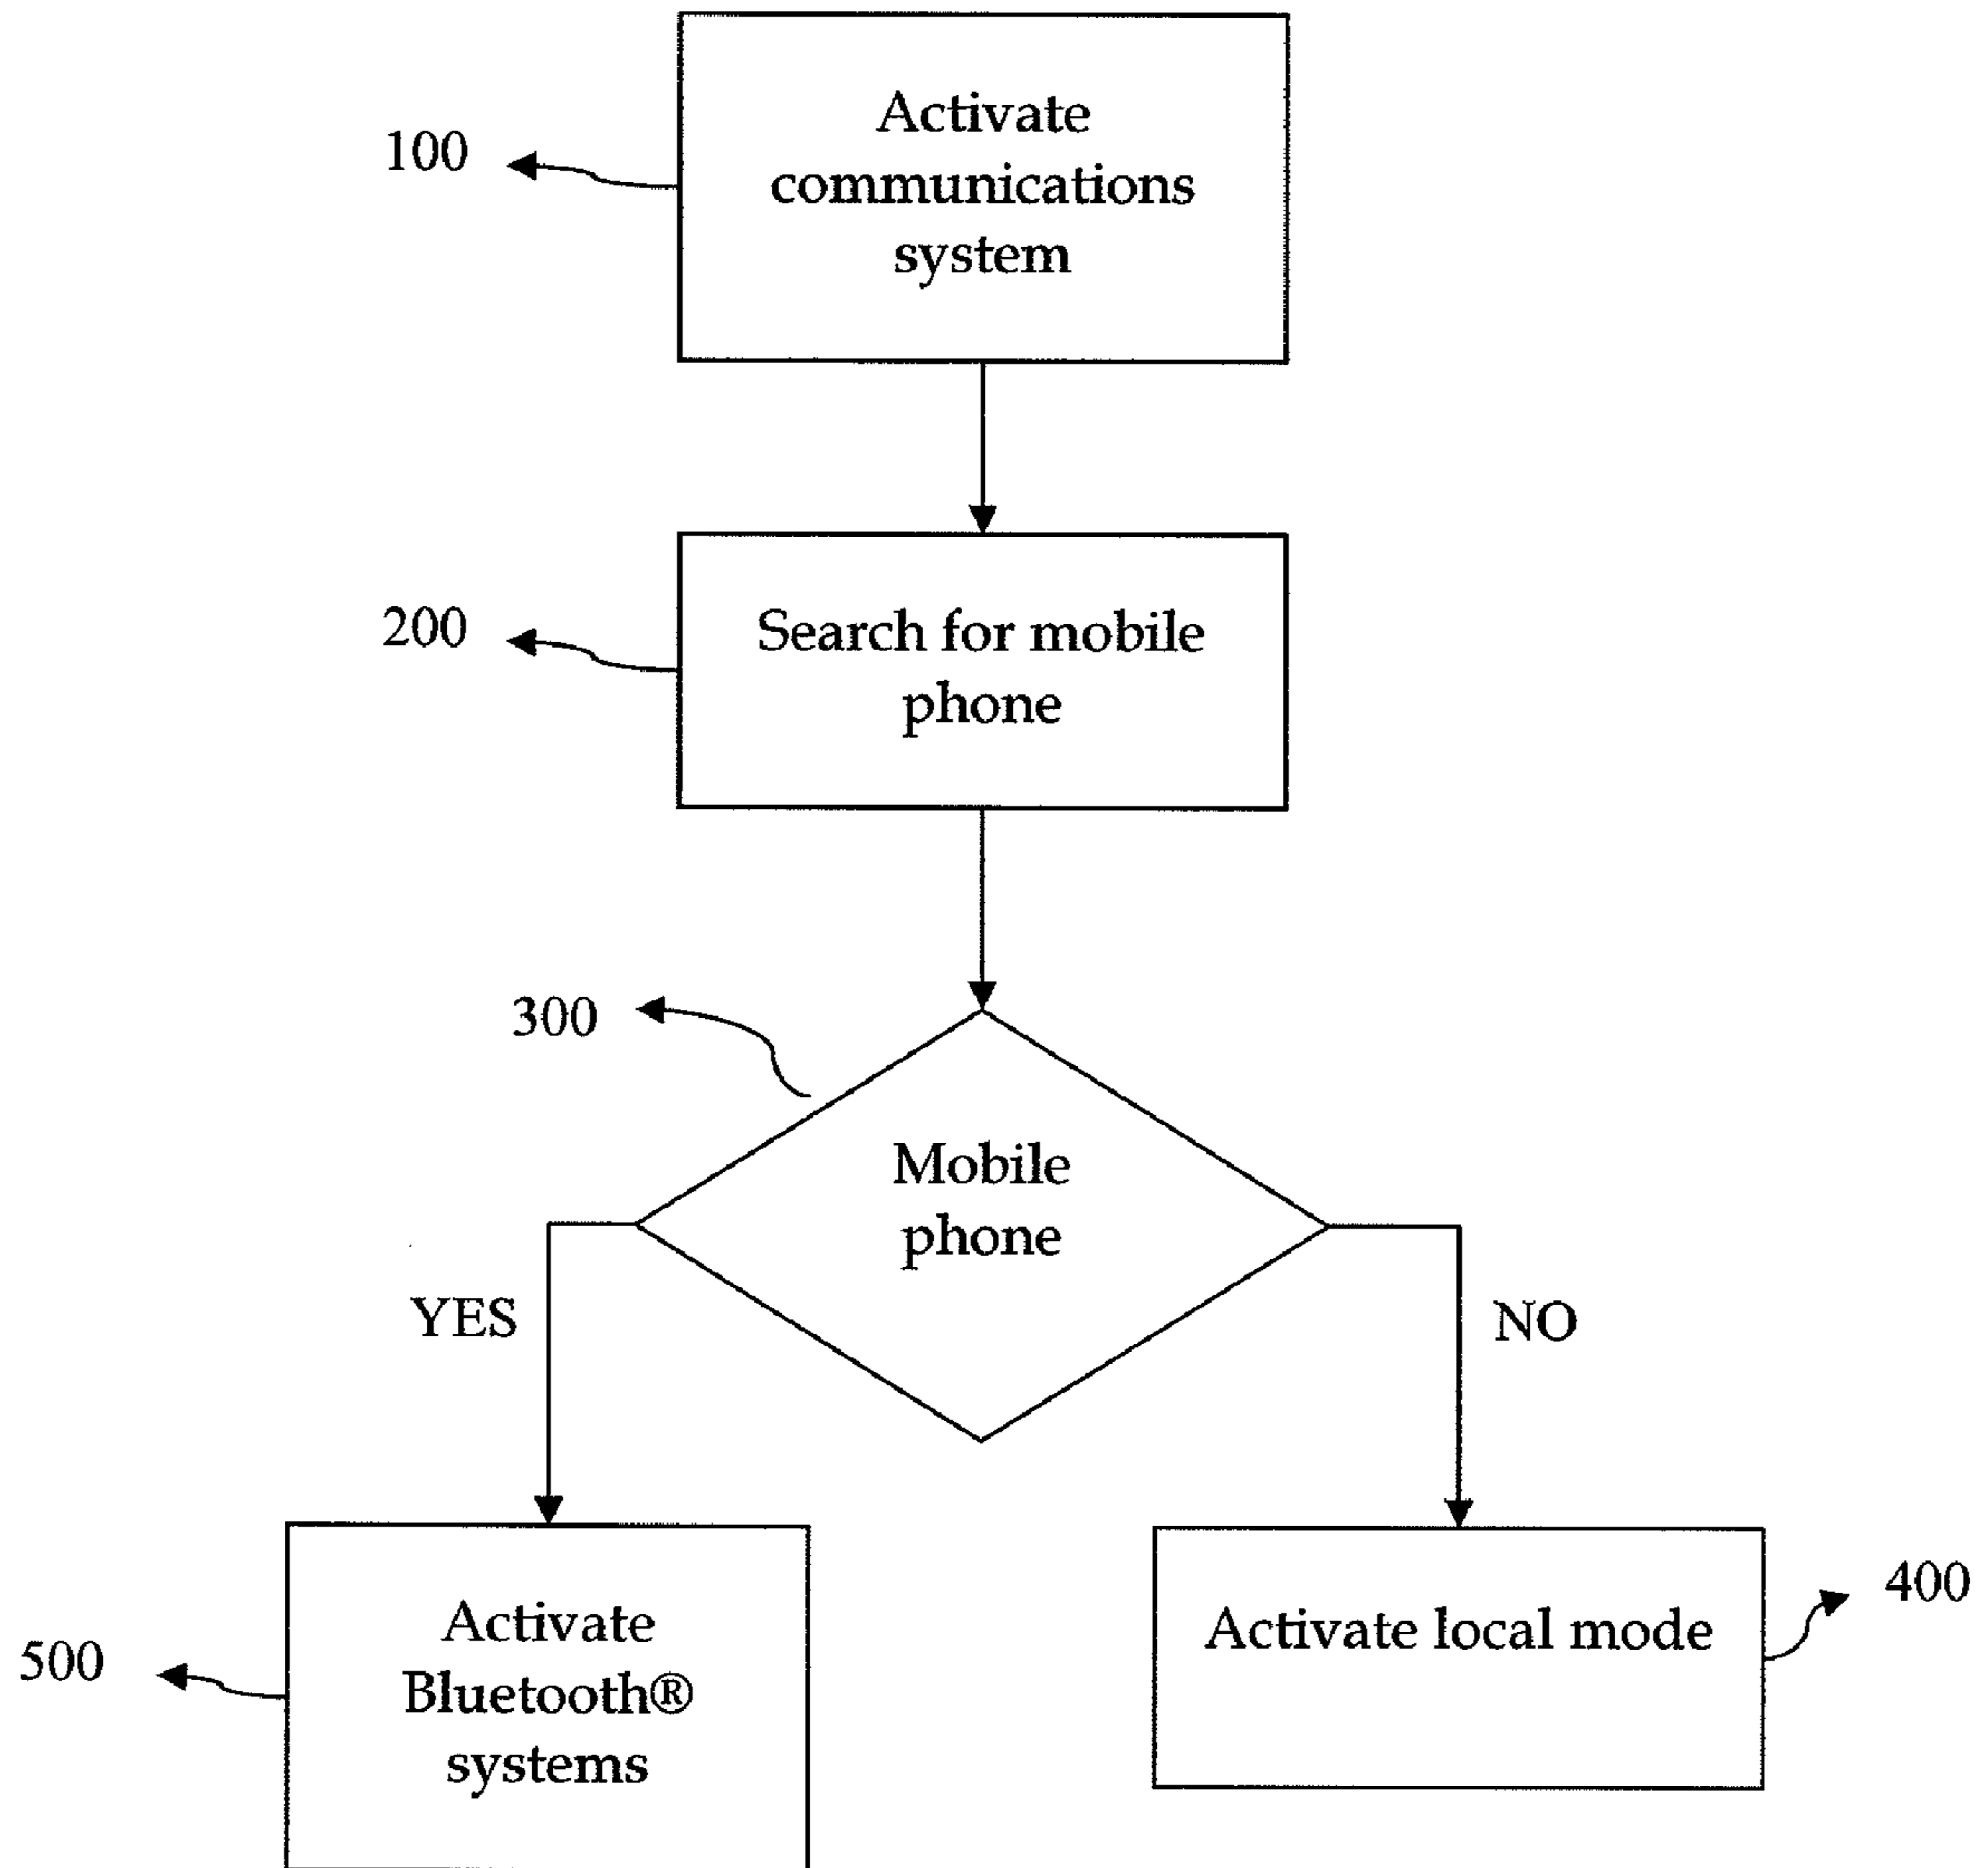 100
Activate
communications
system
200
Search for mobile
phone
300
Mobile
phone
YES
NO
500
Activate
Bluetooth®
systems
Activate local mode
400